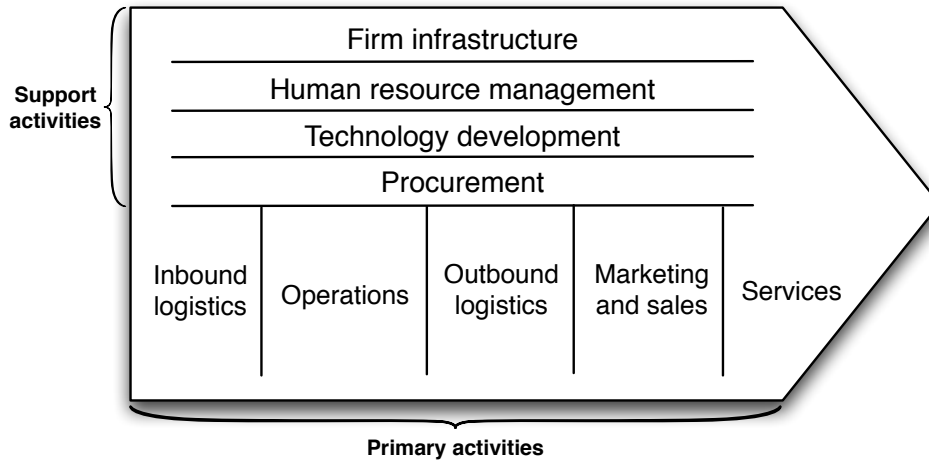 Firm infrastructure
Human resource management
Support
activities
Technology development
Procurement
Inbound
logistics
Operations
Outbound
logistics
Marketing
and sales
Services
Primary activities